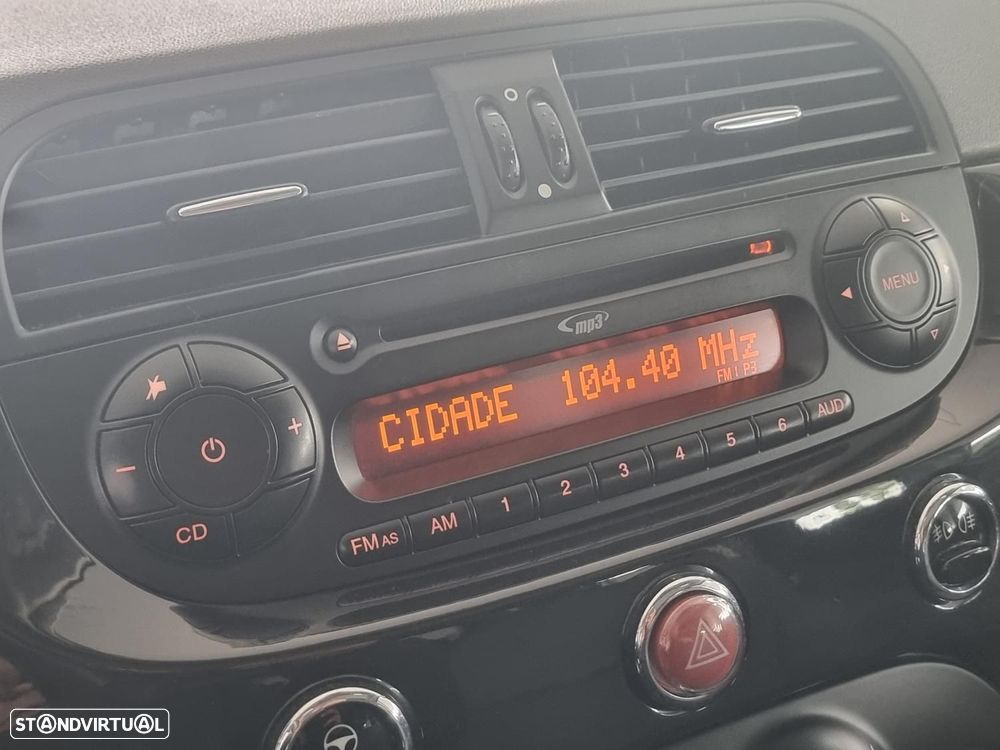 MENU
mp3
CIDADE 104.40 MHz
FM1 P3
CD
FM AS AM 1 2 3 4 5 6 AUD
STANDVIRTUAL